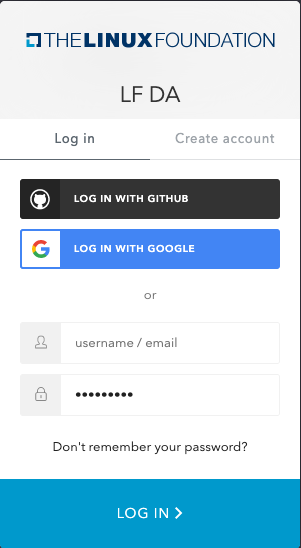 THE LINUX FOUNDATION
LF DA
Log in
Create account
LOG IN WITH GITHUB
LOG IN WITH GOOGLE
or
username / email
•••••••••
Don't remember your password?
LOG IN